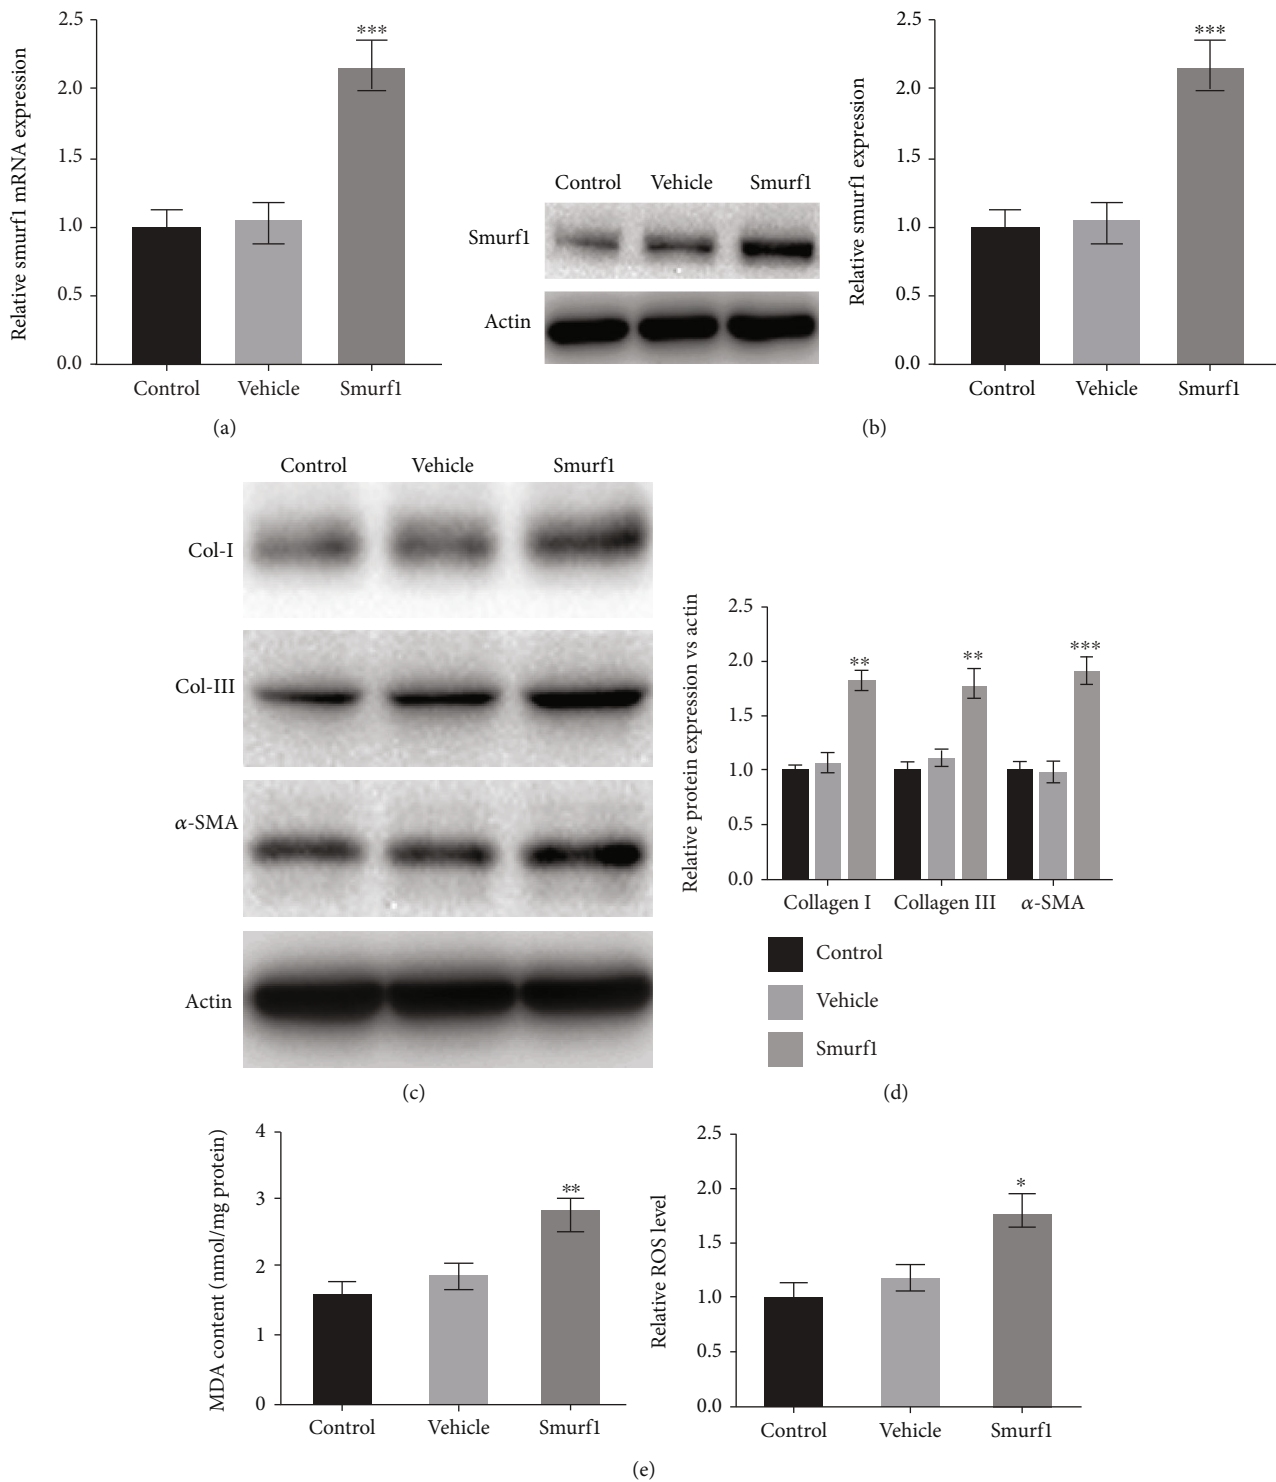 Relative smurf1 mRNA expression
2.5
2.0
1.5
1.0
0.5
0.0
***
Control Vehicle Smurf1
(a)
Control Vehicle Smurf1
Smurf1
Actin
Relative smurf1 expression
2.5
2.0
1.5
1.0
0.5
0.0
***
Control Vehicle Smurf1
(b)
Control Vehicle Smurf1
Col-I
Col-III
α-SMA
Actin
(c)
Relative protein expression vs actin
2.5
2.0
1.5
1.0
0.5
0.0
** ** ***
Collagen I Collagen III α-SMA
Control
Vehicle
Smurf1
(d)
MDA content (nmol/mg protein)
4
3
2
1
0
**
Control Vehicle Smurf1
Relative ROS level
2.5
2.0
1.5
1.0
0.5
0.0
*
Control Vehicle Smurf1
(e)